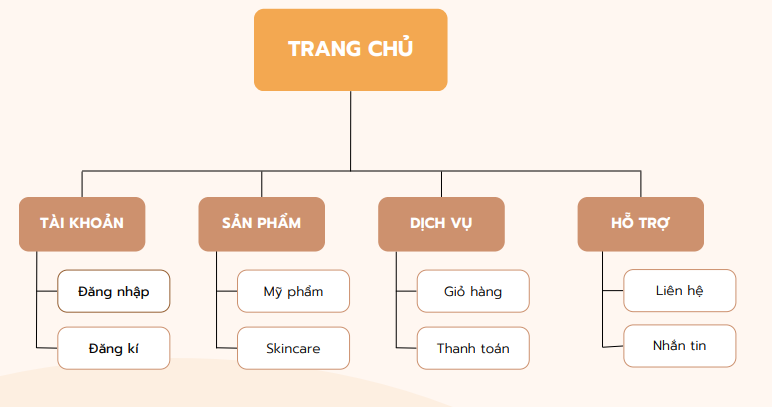 TRANG CHỦ
TÀI KHOẢN
SẢN PHẨM
DỊCH VỤ
HỖ TRỢ
Đăng nhập
Mỹ phẩm
Giỏ hàng
Liên hệ
Đăng kí
Skincare
Thanh toán
Nhắn tin